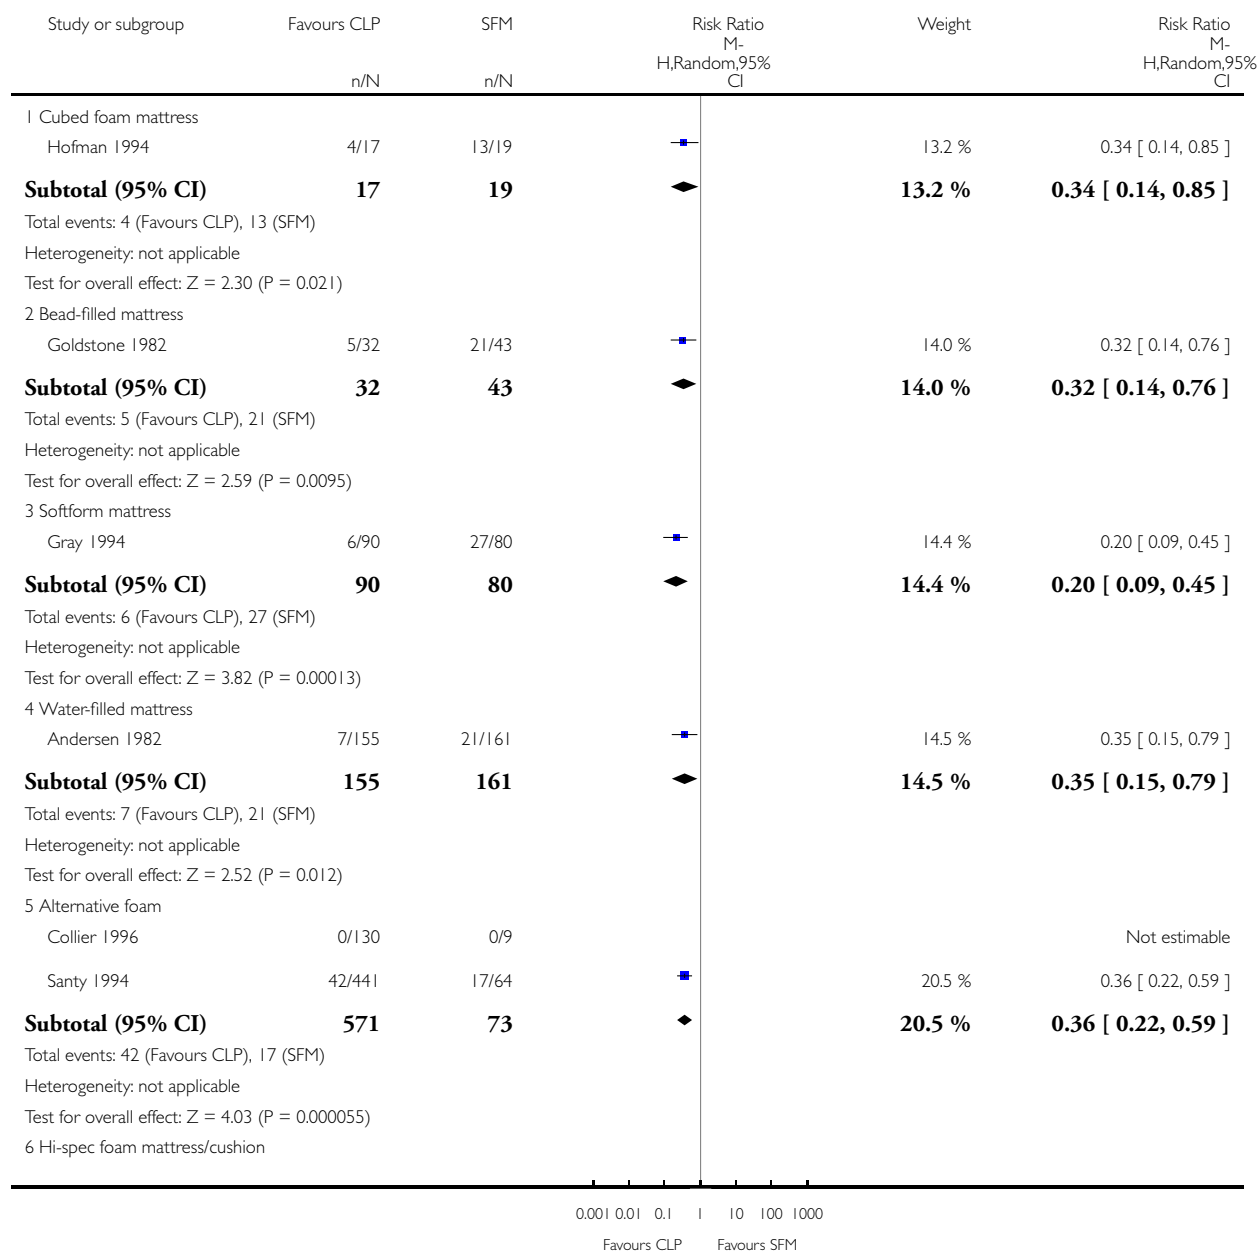 Study or subgroup Favours CLP SFM Risk Ratio Weight Risk Ratio
M- M-
H,Random,95% H,Random,95%
n/N n/N CI CI
1 Cubed foam mattress
Hofman 1994 4/17 13/19 13.2 % 0.34 [ 0.14, 0.85 ]
Subtotal (95% CI) 17 19 13.2 % 0.34 [ 0.14, 0.85 ]
Total events: 4 (Favours CLP), 13 (SFM)
Heterogeneity: not applicable
Test for overall effect: Z = 2.30 (P = 0.021)
2 Bead-filled mattress
Goldstone 1982 5/32 21/43 14.0 % 0.32 [ 0.14, 0.76 ]
Subtotal (95% CI) 32 43 14.0 % 0.32 [ 0.14, 0.76 ]
Total events: 5 (Favours CLP), 21 (SFM)
Heterogeneity: not applicable
Test for overall effect: Z = 2.59 (P = 0.0095)
3 Softform mattress
Gray 1994 6/90 27/80 14.4 % 0.20 [ 0.09, 0.45 ]
Subtotal (95% CI) 90 80 14.4 % 0.20 [ 0.09, 0.45 ]
Total events: 6 (Favours CLP), 27 (SFM)
Heterogeneity: not applicable
Test for overall effect: Z = 3.82 (P = 0.00013)
4 Water-filled mattress
Andersen 1982 7/155 21/161 14.5 % 0.35 [ 0.15, 0.79 ]
Subtotal (95% CI) 155 161 14.5 % 0.35 [ 0.15, 0.79 ]
Total events: 7 (Favours CLP), 21 (SFM)
Heterogeneity: not applicable
Test for overall effect: Z = 2.52 (P = 0.012)
5 Alternative foam
Collier 1996 0/130 0/9 Not estimable
Santy 1994 42/441 17/64 20.5 % 0.36 [ 0.22, 0.59 ]
Subtotal (95% CI) 571 73 20.5 % 0.36 [ 0.22, 0.59 ]
Total events: 42 (Favours CLP), 17 (SFM)
Heterogeneity: not applicable
Test for overall effect: Z = 4.03 (P = 0.000055)
6 Hi-spec foam mattress/cushion
0.001 0.01 0.1 1 10 100 1000
Favours CLP Favours SFM